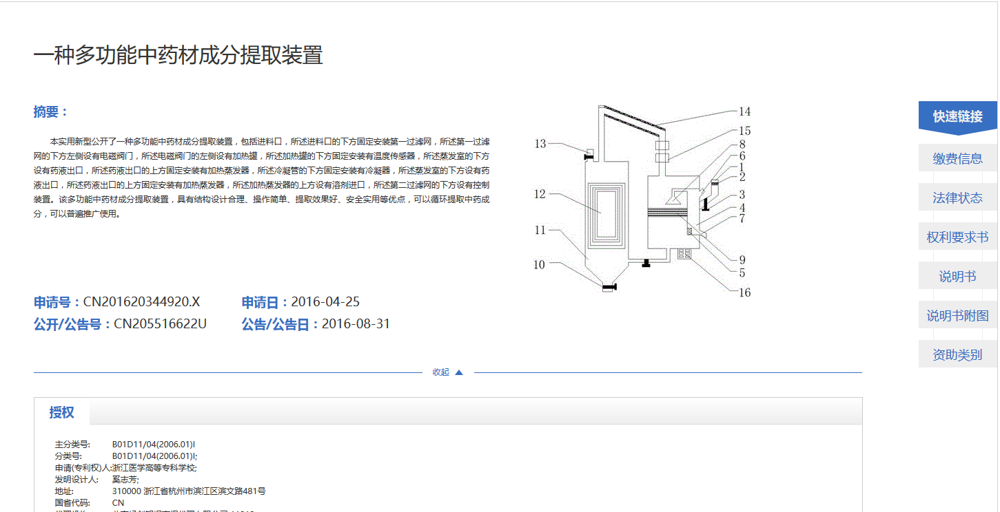 一种多功能中药材成分提取装置
摘要：
本实用新型公开了一种多功能中药材成分提取装置，包括进料口，所述进料口的下方固定安装第一过滤网，所述第一过滤
网的下方左侧设有电磁阀门，所述电磁阀门的左侧设有加热罐，所述加热罐的下方固定安装有温度传感器，所述蒸发室的下方
设有药液出口，所述药液出口的上方固定安装有加热蒸发器，所述冷凝管的下方固定安装有冷凝器，所述蒸发室的下方设有药
液出口，所述药液出口的上方固定安装有加热蒸发器，所述加热蒸发器的上方设有溶剂进口，所述第二过滤网的下方设有控制
装置。该多功能中药材成分提取装置，具有结构设计合理、操作简单、提取效果好、安全实用等优点，可以循环提取中药成
分，可以普遍推广使用。
14
15
13
8
6
1
2
12
3
4
7
11
10
9
5
16
快速链接
缴费信息
法律状态
权利要求书
说明书
说明书附图
资助类别
申请号：CN201620344920.X 申请日：2016-04-25
公开/公告号：CN205516622U 公告/公告日：2016-08-31
收起
授权
主分类号: B01D11/04(2006.01)I
分类号: B01D11/04(2006.01)I;
申请(专利权)人:浙江医学高等专科学校;
发明设计人: 奚志芳;
地址: 310000 浙江省杭州市滨江区滨文路481号
国省代码: CN